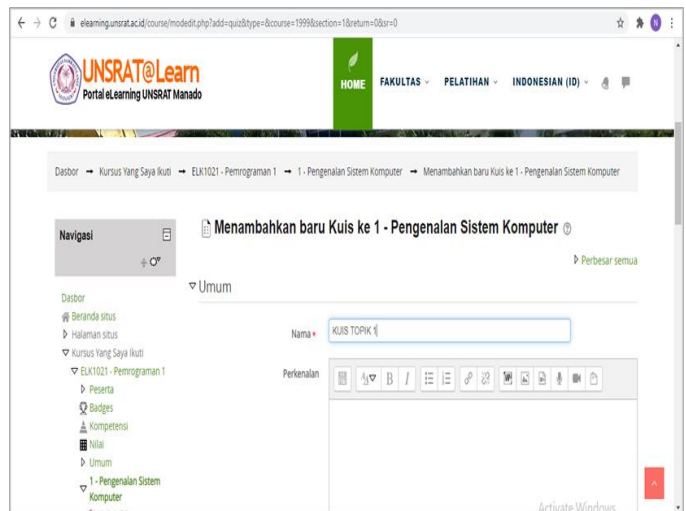 elearning.unsrat.ac.id/course/modedit.php?add=quiz&type=&course=1999&section=1&return=0&sr=0
N
UNSRAT@Learn
Portal eLearning UNSRAT Manado
HOME FAKULTAS PELATIHAN INDONESIAN (ID)
Dasbor → Kursus Yang Saya Ikuti → ELK1021 - Pemrograman 1 → 1 - Pengenalan Sistem Komputer → Menambahkan baru Kuis ke 1 - Pengenalan Sistem Komputer
Navigasi
Menambahkan baru Kuis ke 1 - Pengenalan Sistem Komputer
Perbesar semua
Dasbor
Beranda situs
Halaman situs
Kursus Yang Saya Ikuti
ELK1021 - Pemrograman 1
Peserta
Badges
Kompetensi
Nilai
Umum
1 - Pengenalan Sistem
Komputer
Umum
Nama
KUIS TOPIK 1
Perkenalan
B I
Activate Windows